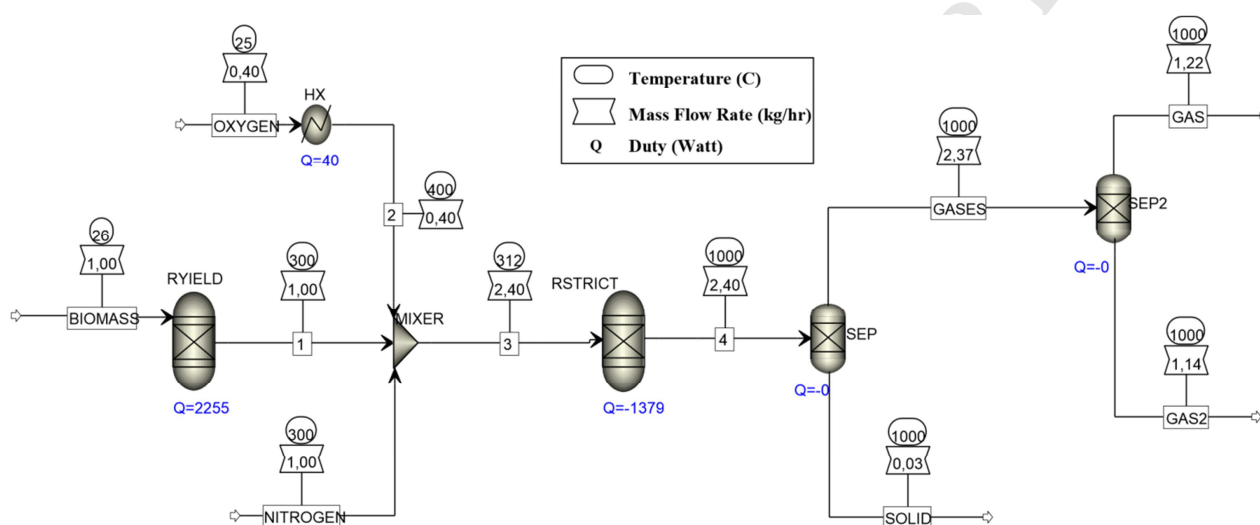 25
0,40
OXYGEN
HX
Q=40
Temperature (C)
Mass Flow Rate (kg/hr)
Q Duty (Watt)
1000
1,22
GAS
1000
2,37
GASES
SEP2
Q=-0
400
0,40
2
26
1,00
BIOMASS
RYIELD
Q=2255
300
1,00
1
MIXER
312
2,40
3
RSTRICT
Q=-1379
1000
2,40
4
SEP
Q=-0
1000
1,14
GAS2
300
1,00
NITROGEN
1000
0,03
SOLID